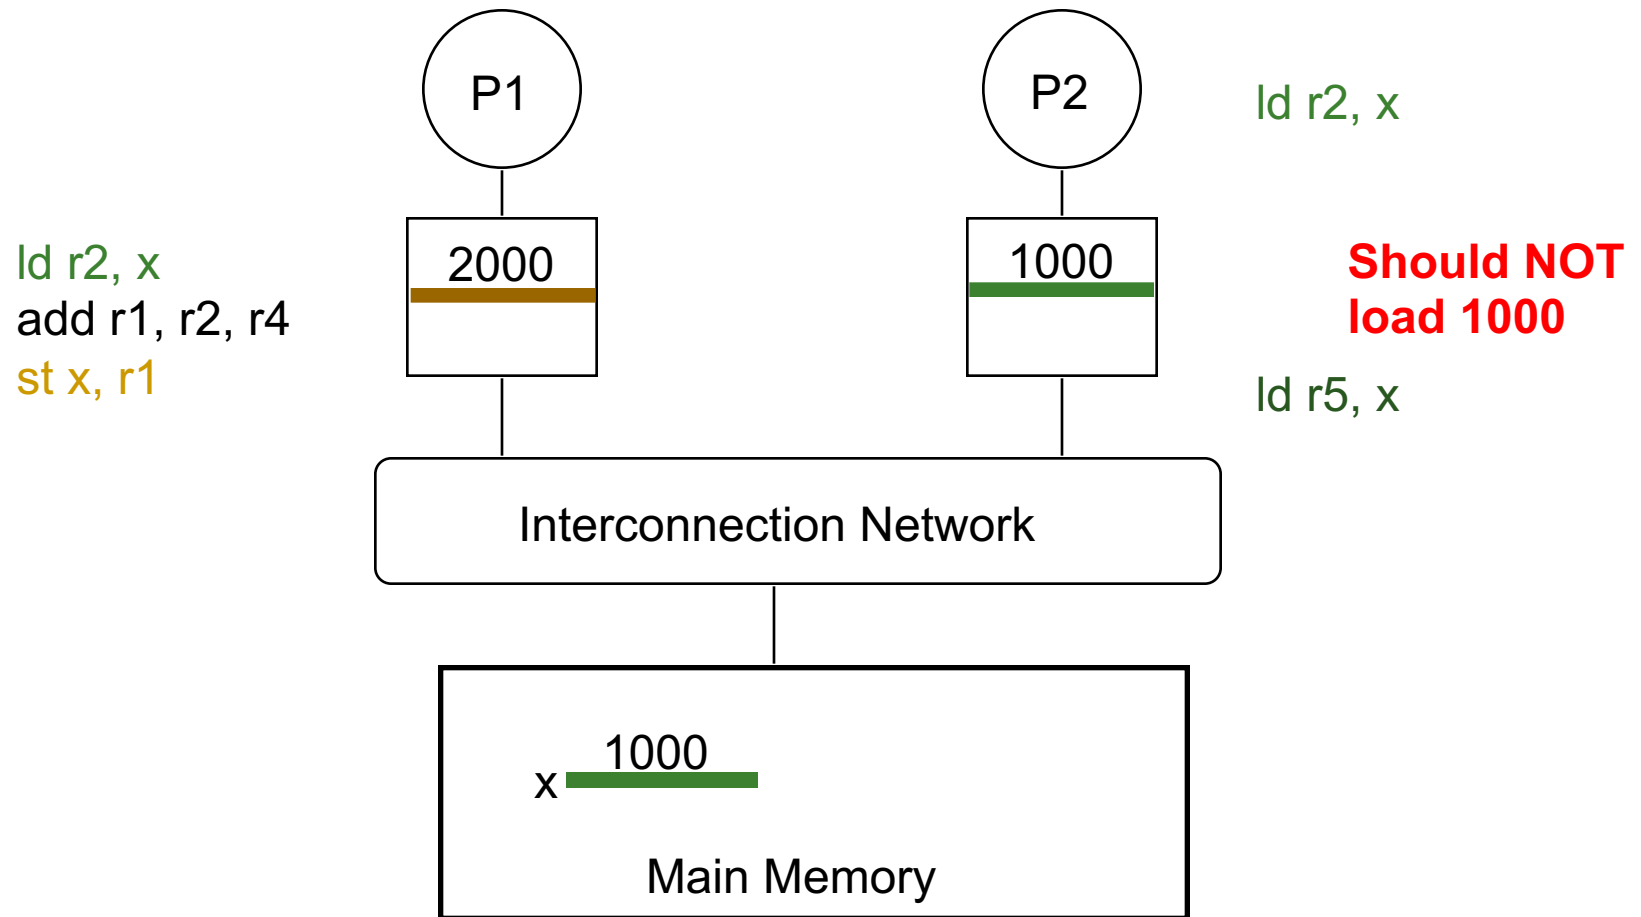 P1
P2
ld r2, x
2000
1000
ld r2, x
add r1, r2, r4
st x, r1
Should NOT
load 1000
ld r5, x
Interconnection Network
1000
x
Main Memory